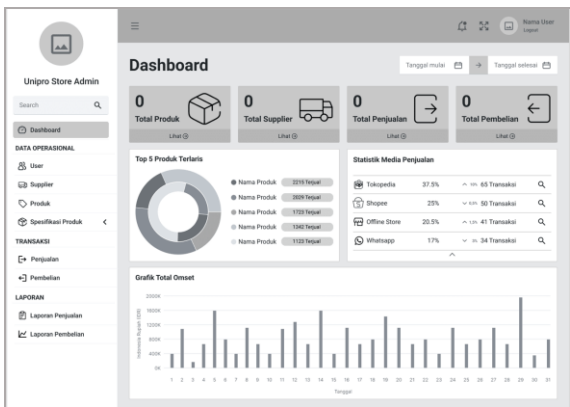 Nama User
Logout
Unipro Store Admin
Search
Dashboard
DATA OPERASIONAL
User
Supplier
Produk
Spesifikasi Produk
TRANSAKSI
Penjualan
Pembelian
LAPORAN
Laporan Penjualan
Laporan Pembelian
Dashboard
Tanggal mulai
Tanggal selesai
0
Total Produk
Lihat
0
Total Supplier
Lihat
0
Total Penjualan
Lihat
0
Total Pembelian
Lihat
Top 5 Produk Terlaris
Nama Produk 2215 Terjual
Nama Produk 2029 Terjual
Nama Produk 1723 Terjual
Nama Produk 1342 Terjual
Nama Produk 1123 Terjual
Statistik Media Penjualan
Tokopedia 37.5% 65 Transaksi
Shopee 25% 50 Transaksi
Offline Store 20.5% 41 Transaksi
Whatsapp 17% 34 Transaksi
Grafik Total Omset
2000K
1600K
1200K
800K
400K
0K
1 2 3 4 5 6 7 8 9 10 11 12 13 14 15 16 17 18 19 20 21 22 23 24 25 26 27 28 29 30 31
Tanggal